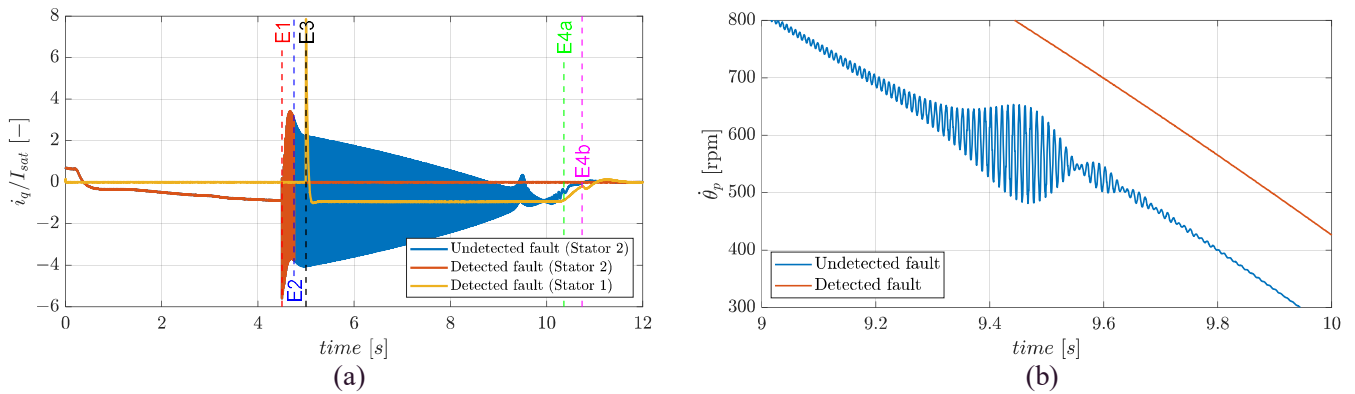 8
6
4
2
0
-2
-4
-6
i_q/I_sat [−]
E1
E3
E4a
E2
E4b
Undetected fault (Stator 2)
Detected fault (Stator 2)
Detected fault (Stator 1)
0 2 4 6 8 10 12
time [s]
(a)
800
700
600
500
400
300
θ̇_p [rpm]
Undetected fault
Detected fault
9 9.2 9.4 9.6 9.8 10
time [s]
(b)